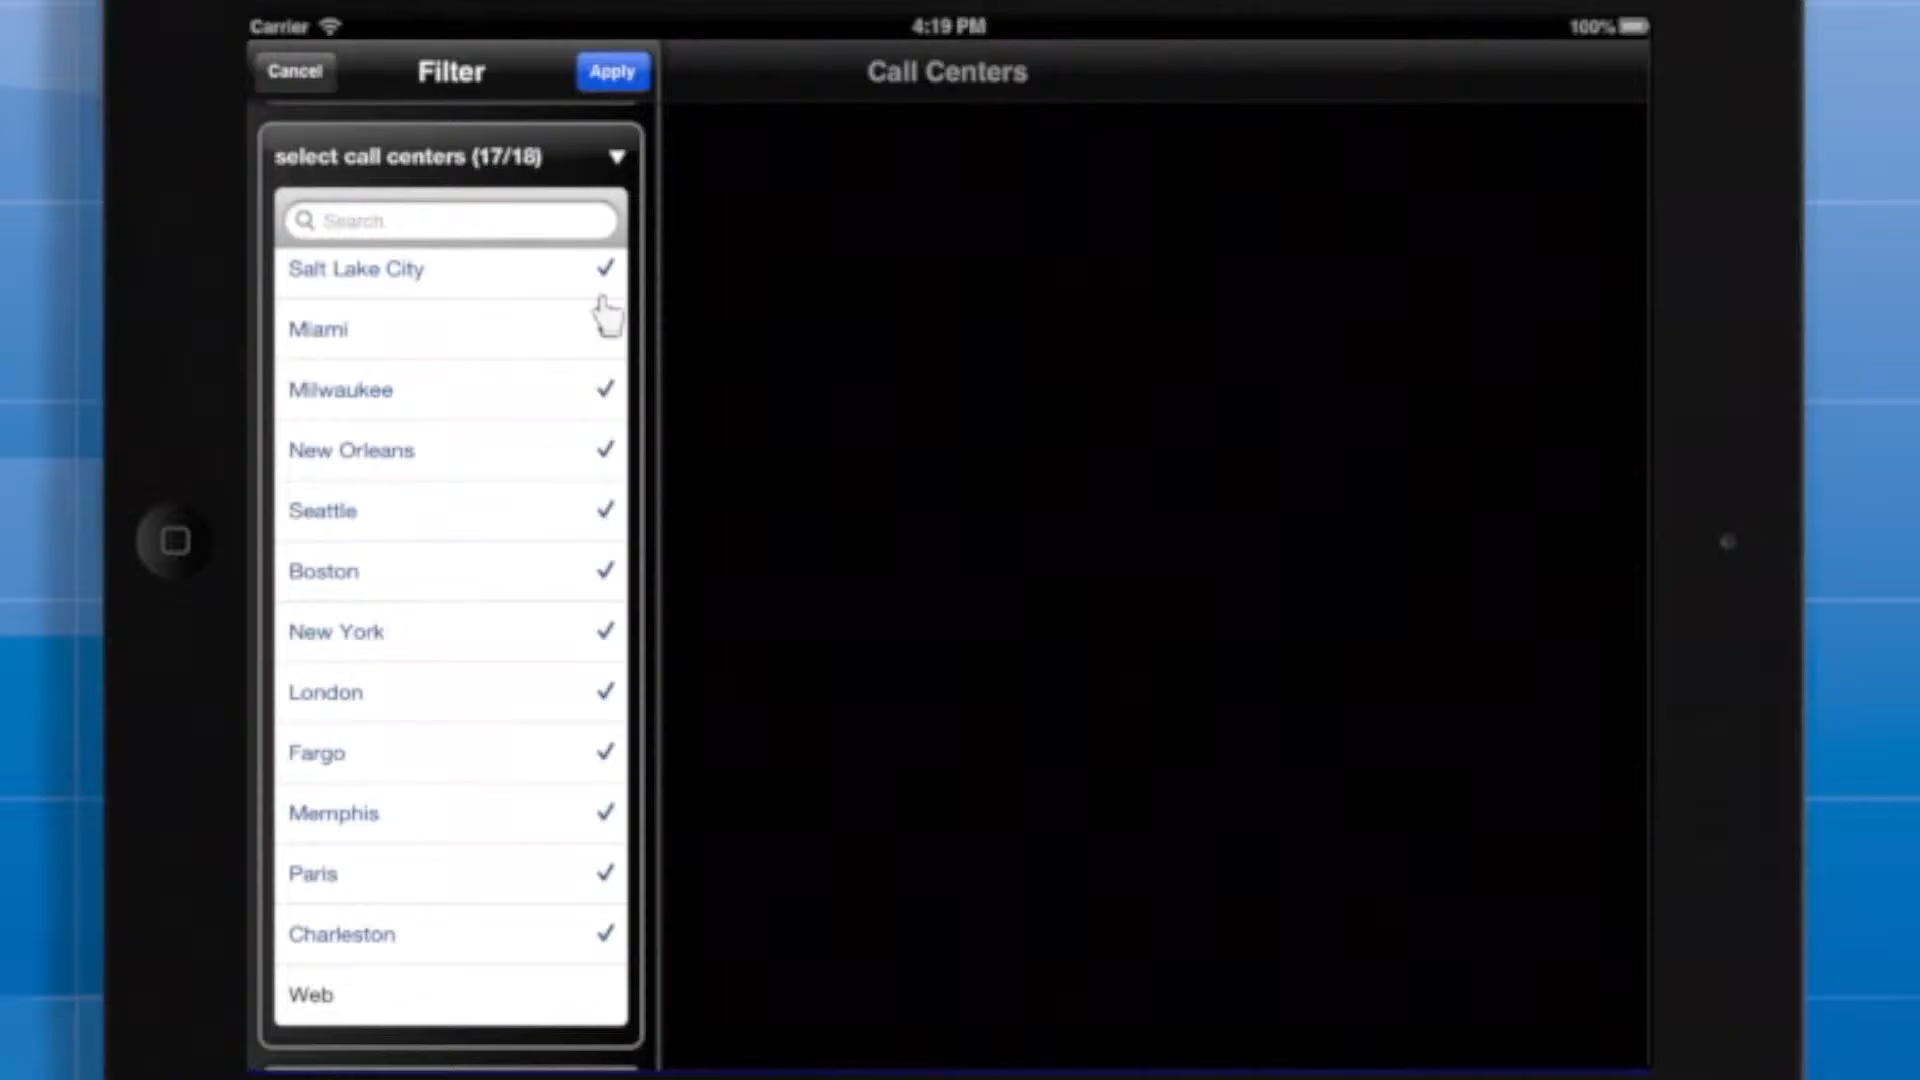 Carrier 4:19 PM 100%
Cancel Filter Apply Call Centers
select call centers (17/18)
Search
Salt Lake City
Miami
Milwaukee
New Orleans
Seattle
Boston
New York
London
Fargo
Memphis
Paris
Charleston
Web